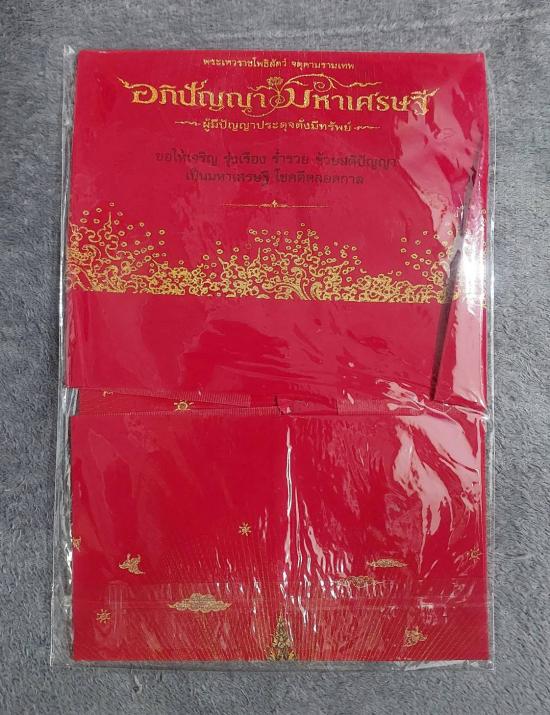 พระเทวราชโพธิสัตว์ จตุคามรามเทพ
อภิปัญญา มหาเศรษฐี
ผู้มีปัญญาประดุจดั่งมีทรัพย์
ขอให้เจริญ รุ่งเรือง ร่ำรวย ด้วยสติปัญญา
เป็นมหาเศรษฐี โชคดีตลอดกาล